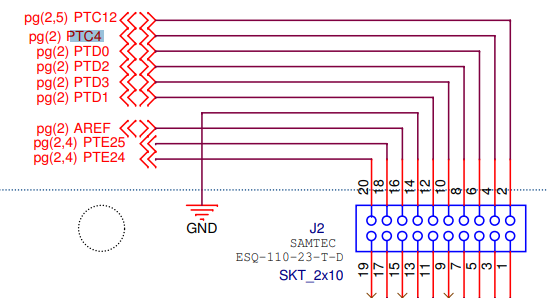 pg(2,5) PTC12
pg(2) PTC4
pg(2) PTD0
pg(2) PTD2
pg(2) PTD3
pg(2) PTD1
pg(2) AREF
pg(2,4) PTE25
pg(2,4) PTE24
20 18 16 14 12 10 8 6 4 2
GND
J2
SAMTEC
ESQ-110-23-T-D
SKT_2x10
19 17 15 13 11 9 7 5 3 1